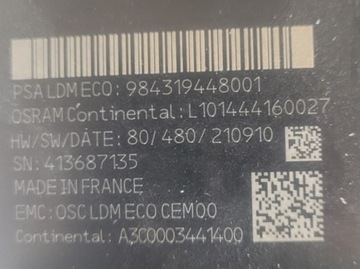 PSA LDM ECO: 984319448001
OSRAM Continental: L101444160027
HW/SW/DATE: 80/480/210910
SN: 413687135
MADE IN FRANCE
EMC: OSC LDM ECO CEM00
Continental: A3C0003441400